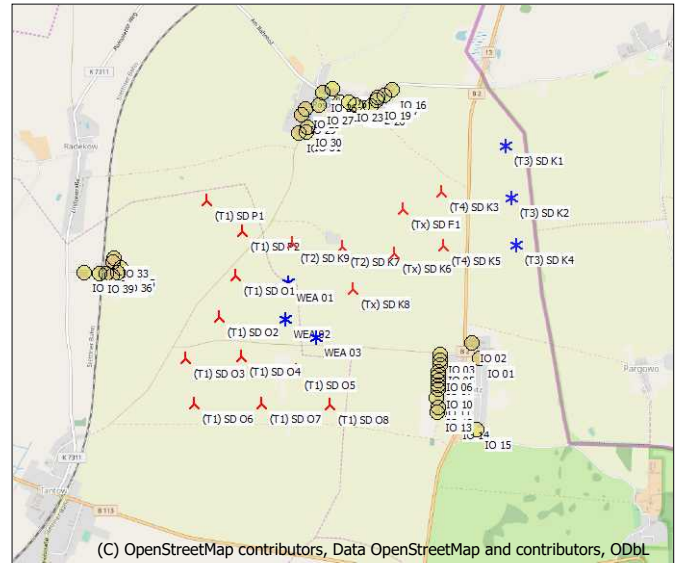 K 7311
Radekow
B 2
IO 16
IO 19
IO 27
IO 23
IO 30
(T3) SD K1
(T1) SD P1
(T4) SD K3
(T3) SD K2
(Tx) SD F1
(T1) SD P2
(T2) SD K9
(T2) SD K7
(Tx) SD K6
(T4) SD K5
(T3) SD K4
IO 33
IO 39
(T1) SD O1
WEA 01
(Tx) SD K8
(T1) SD O2
WEA 02
WEA 03
B 2
IO 02
IO 03
IO 01
Pargowo
(T1) SD O3
(T1) SD O4
(T1) SD O5
IO 06
IO 10
(T1) SD O6
(T1) SD O7
(T1) SD O8
IO 13
IO 14
IO 15
K 7311
Tantow
B 113
(C) OpenStreetMap contributors, Data OpenStreetMap and contributors, ODbL